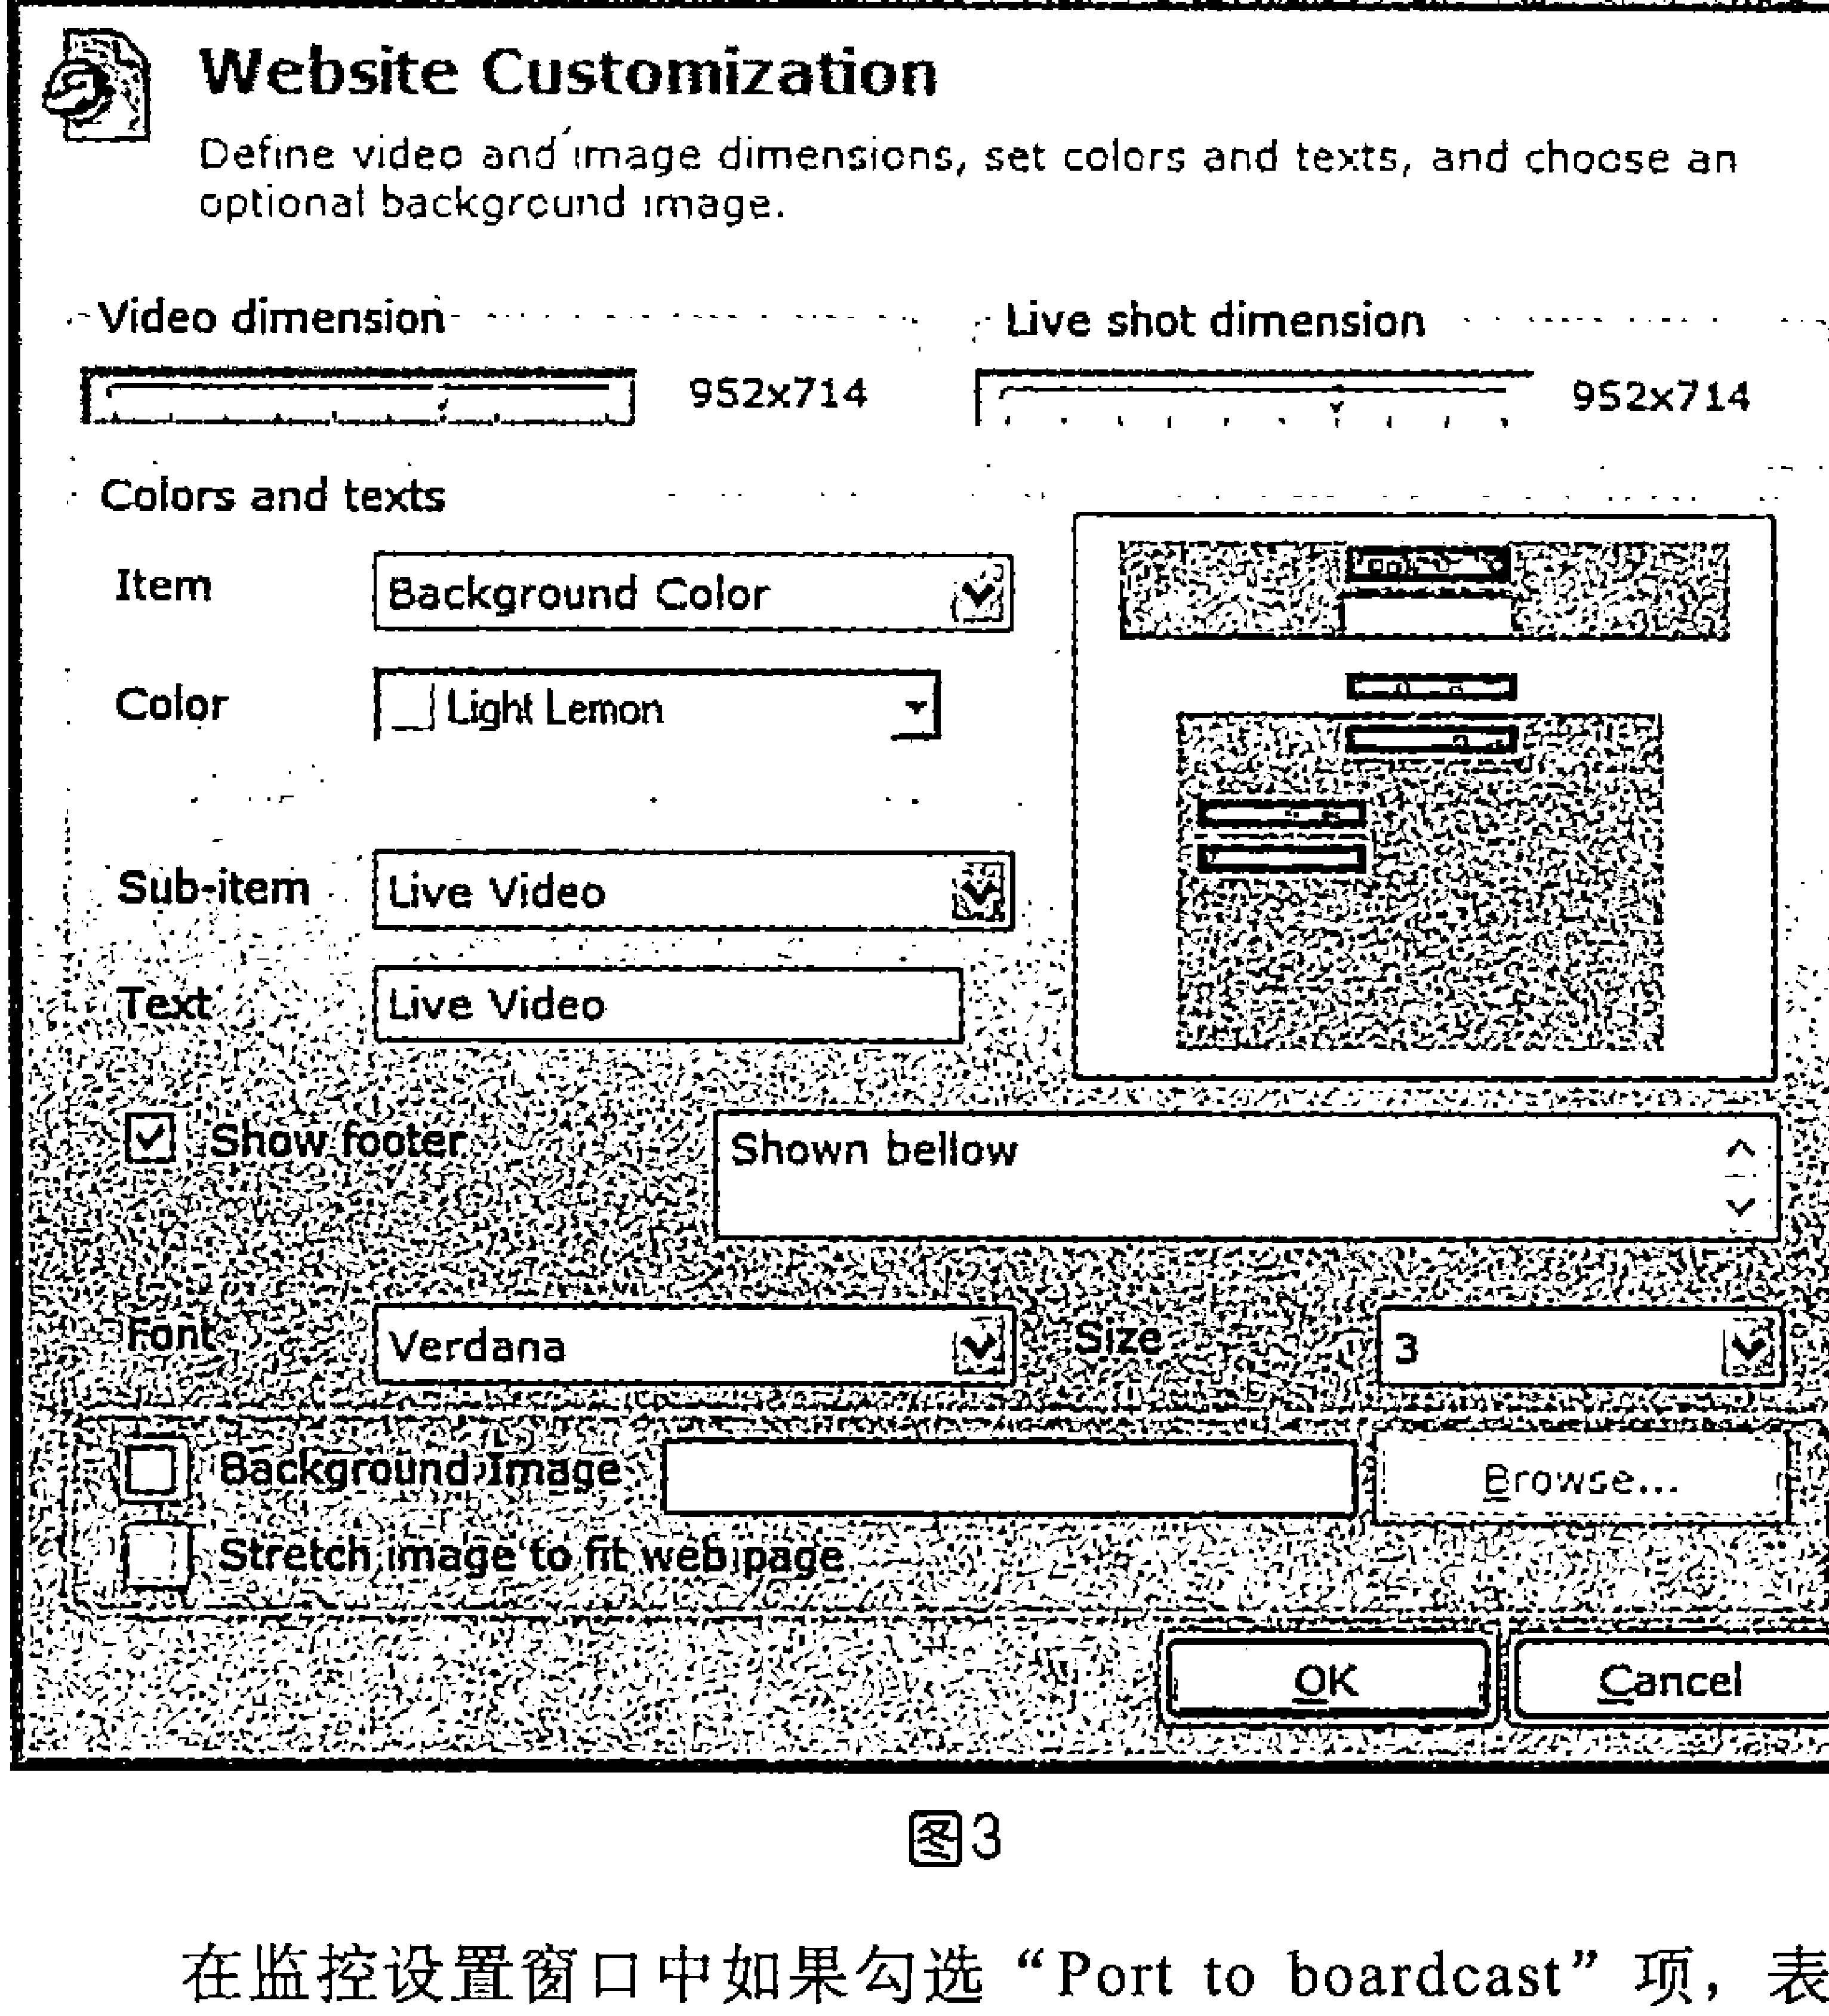 Website Customization
Define video and image dimensions, set colors and texts, and choose an
optional background image.
Video dimension
Live shot dimension
952x714
952x714
Colors and texts
Item
Background Color
Color
Light Lemon
Sub-item
Live Video
Text
Live Video
Show footer
Shown bellow
Font
Verdana
Size
3
Background Image
Browse...
Stretch image to fit web page
OK
Cancel
图3
在监控设置窗口中如果勾选“Port to boardcast”项，表